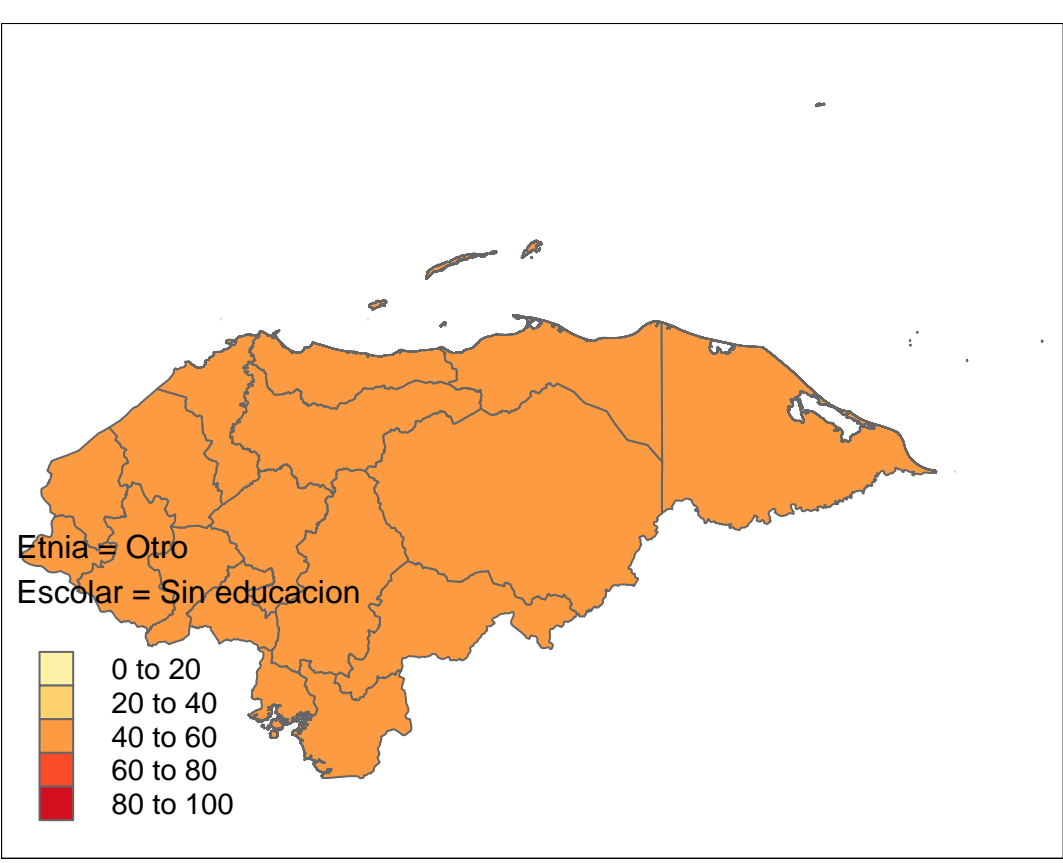 Etnia = Otro
Escolar = Sin educacion
0 to 20
20 to 40
40 to 60
60 to 80
80 to 100